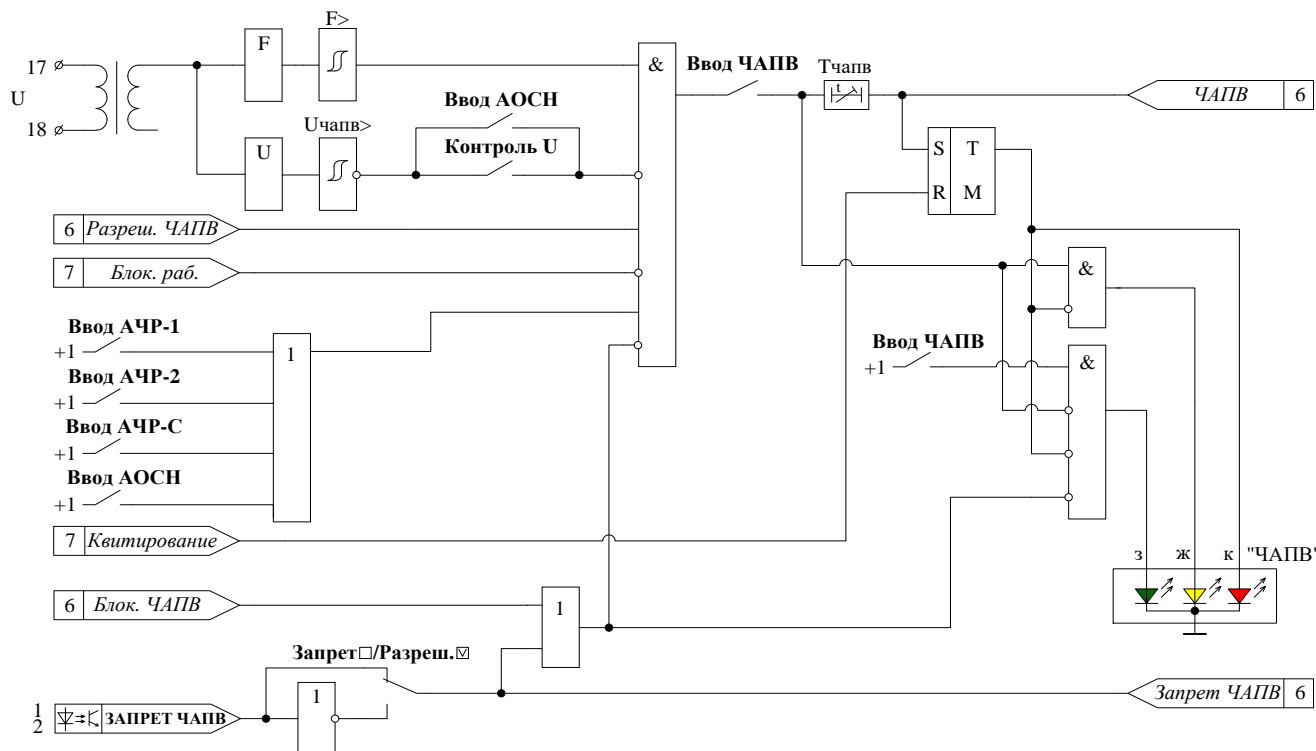 F>
F
17
U
18
&
Ввод ЧАПВ
Tчапв
t
ЧАПВ 6
Ввод АОСН
Uчапв>
U
Контроль U
S T
R M
6 Разреш. ЧАПВ
7 Блок. раб.
&
Ввод АЧР-1
+1
1
Ввод АЧР-2
+1
Ввод АЧР-С
+1
Ввод АОСН
+1
Ввод ЧАПВ
+1
&
7 Квитирование
з ж к "ЧАПВ"
6 Блок. ЧАПВ
1
Запрет□/Разреш.☑
Запрет ЧАПВ 6
1
2
ЗАПРЕТ ЧАПВ
1